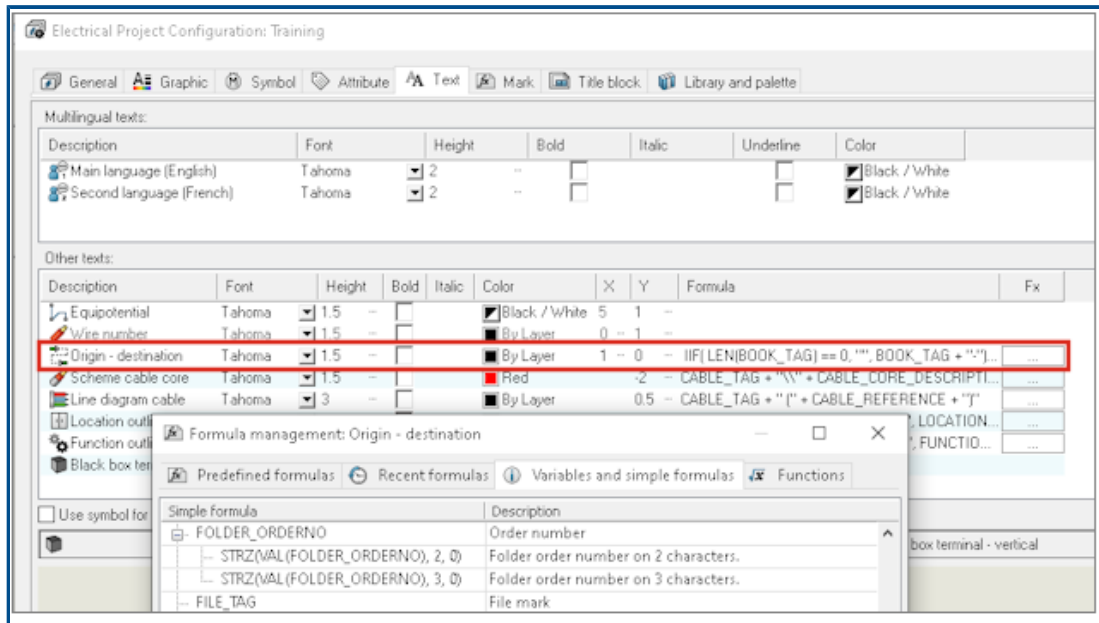 Electrical Project Configuration: Training
General Graphic Symbol Attribute Text Mark Title block Library and palette
Multilingual texts:
Description Font Height Bold Italic Underline Color
Main language (English) Tahoma 2 Black / White
Second language (French) Tahoma 2 Black / White
Other texts:
Description Font Height Bold Italic Color X Y Formula Fx
Equipotential Tahoma 1.5 Black / White 5 1
Wire number Tahoma 1.5 By Layer 0 1
Origin - destination Tahoma 1.5 By Layer 1 0 IIF( LEN(BOOK_TAG) == 0, "", BOOK_TAG + "-")... ...
Scheme cable core Tahoma 1.5 Red -2 CABLE_TAG + "\\" + CABLE_CORE_DESCRIPTI... ...
Line diagram cable Tahoma 3 By Layer 0.5 CABLE_TAG + " (" + CABLE_REFERENCE + ")" ...
Location outli ", LOCATION... ...
Function outli ", FUNCTIO... ...
Black box ter
Formula management: Origin - destination
Predefined formulas Recent formulas Variables and simple formulas Functions
Use symbol for
Simple formula Description
FOLDER_ORDERNO Order number
STRZ(VAL(FOLDER_ORDERNO), 2, 0) Folder order number on 2 characters.
box terminal - vertical
STRZ(VAL(FOLDER_ORDERNO), 3, 0) Folder order number on 3 characters.
FILE_TAG File mark